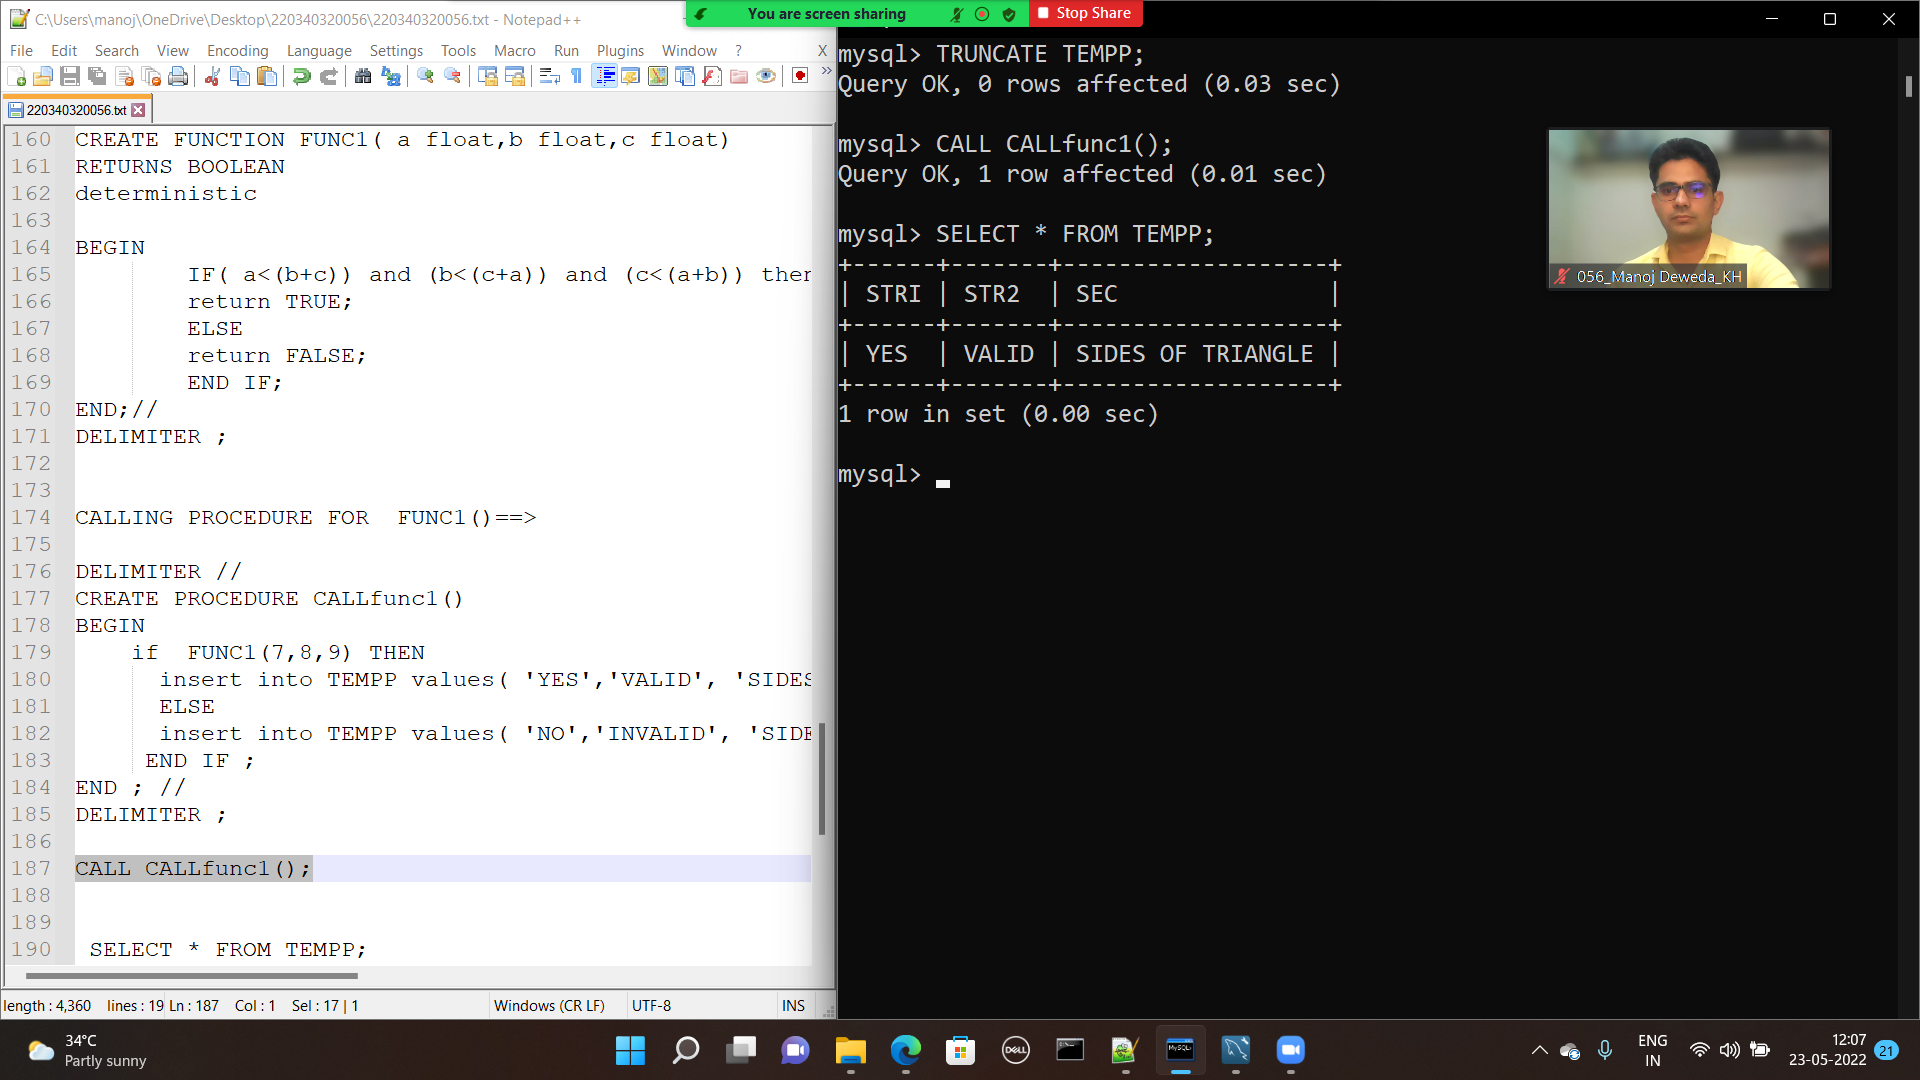 C:\Users\manoj\OneDrive\Desktop\220340320056\220340320056.txt - Notepad++
You are screen sharing
Stop Share
File Edit Search View Encoding Language Settings Tools Macro Run Plugins Window ? X
220340320056.txt
160 CREATE FUNCTION FUNC1( a float,b float,c float)
161 RETURNS BOOLEAN
162 deterministic
163
164 BEGIN
165 IF( a<(b+c)) and (b<(c+a)) and (c<(a+b)) then
166 return TRUE;
167 ELSE
168 return FALSE;
169 END IF;
170 END;//
171 DELIMITER ;
172
173
174 CALLING PROCEDURE FOR  FUNC1()==>
175
176 DELIMITER //
177 CREATE PROCEDURE CALLfunc1()
178 BEGIN
179 if  FUNC1(7,8,9) THEN
180 insert into TEMPP values( 'YES','VALID', 'SIDES
181 ELSE
182 insert into TEMPP values( 'NO','INVALID', 'SIDE
183 END IF ;
184 END ; //
185 DELIMITER ;
186
187 CALL CALLfunc1();
188
189
190 SELECT * FROM TEMPP;
length : 4,360 lines : 19 Ln : 187 Col : 1 Sel : 17 | 1 Windows (CR LF) UTF-8 INS
mysql> TRUNCATE TEMPP;
Query OK, 0 rows affected (0.03 sec)
mysql> CALL CALLfunc1();
Query OK, 1 row affected (0.01 sec)
mysql> SELECT * FROM TEMPP;
+------+-------+-------------------+
| STRI | STR2  | SEC               |
+------+-------+-------------------+
| YES  | VALID | SIDES OF TRIANGLE |
+------+-------+-------------------+
1 row in set (0.00 sec)
mysql>
056_Manoj Deweda_KH
34°C
Partly sunny
DELL
MySQL
ENG
IN
12:07
23-05-2022
21